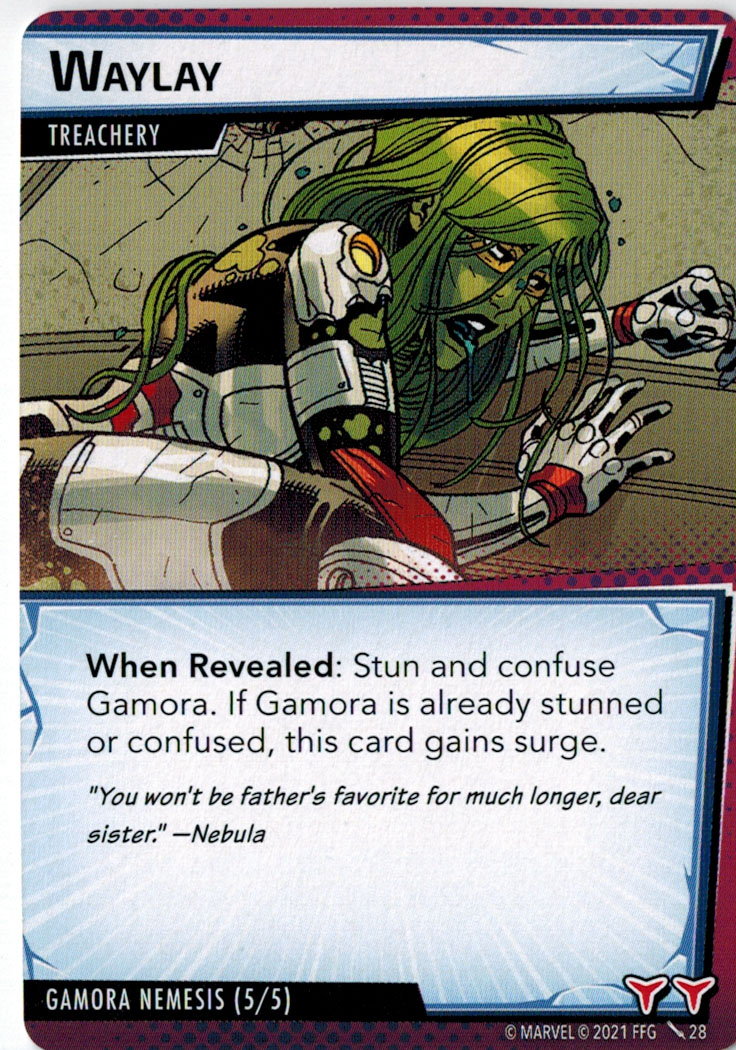 WAYLAY
TREACHERY
When Revealed: Stun and confuse
Gamora. If Gamora is already stunned
or confused, this card gains surge.
"You won't be father's favorite for much longer, dear
sister." —Nebula
GAMORA NEMESIS (5/5)
© MARVEL © 2021 FFG 28